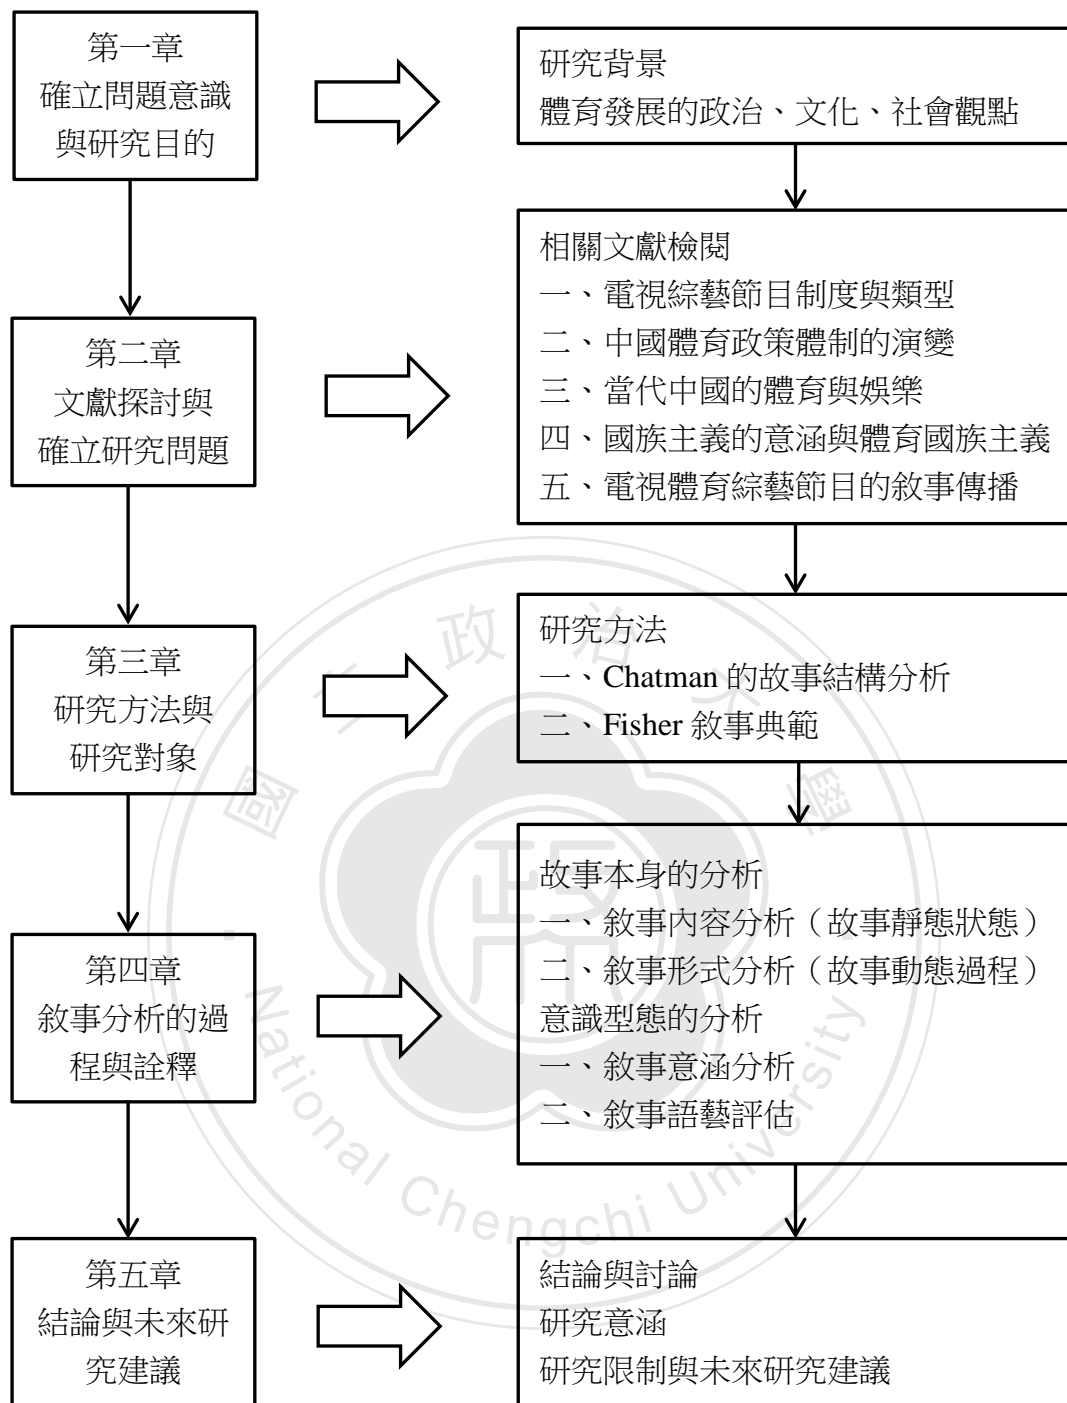 第一章
確立問題意識
與研究目的
研究背景
體育發展的政治、文化、社會觀點
第二章
文獻探討與
確立研究問題
相關文獻檢閱
一、電視綜藝節目制度與類型
二、中國體育政策體制的演變
三、當代中國的體育與娛樂
四、國族主義的意涵與體育國族主義
五、電視體育綜藝節目的敘事傳播
第三章
研究方法與
研究對象
研究方法
一、Chatman 的故事結構分析
二、Fisher 敘事典範
第四章
敘事分析的過
程與詮釋
故事本身的分析
一、敘事內容分析（故事靜態狀態）
二、敘事形式分析（故事動態過程）
意識型態的分析
一、敘事意涵分析
二、敘事語藝評估
第五章
結論與未來研
究建議
結論與討論
研究意涵
研究限制與未來研究建議
國立政治大學
National Chengchi University